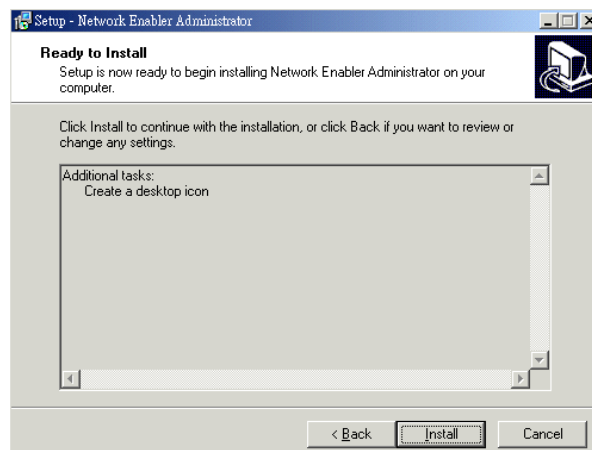 Setup - Network Enabler Administrator
Ready to Install
Setup is now ready to begin installing Network Enabler Administrator on your
computer.
Click Install to continue with the installation, or click Back if you want to review or
change any settings.
Additional tasks:
Create a desktop icon
< Back Install Cancel